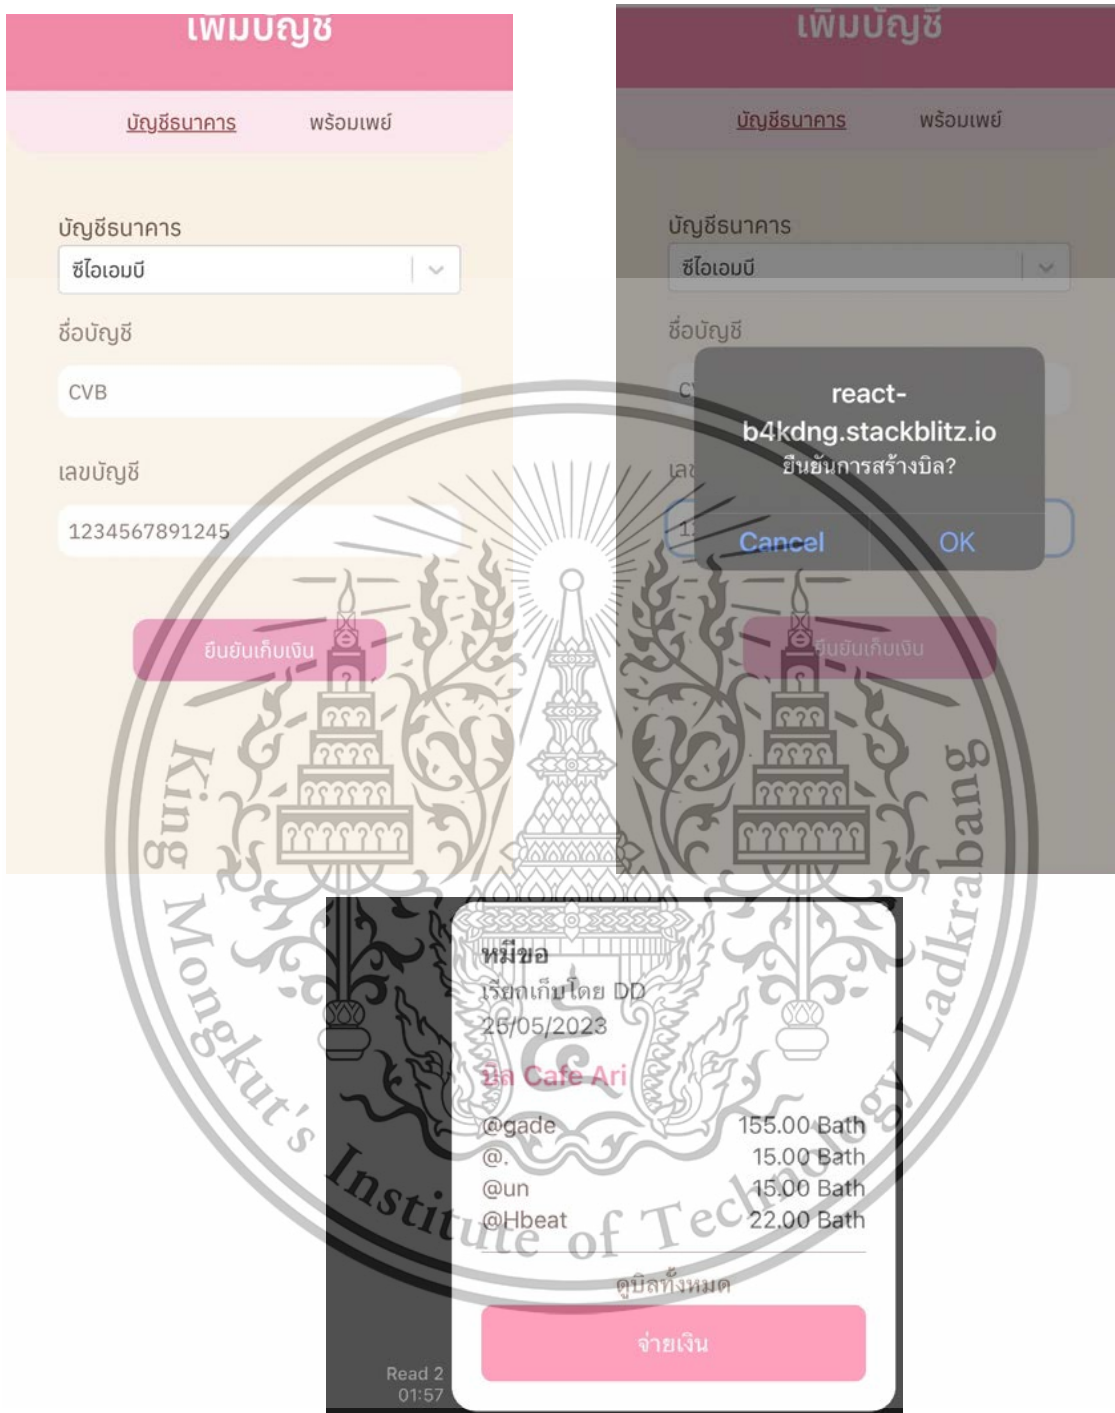 เพิ่มบัญชี
บัญชีธนาคาร พร้อมเพย์
บัญชีธนาคาร
ซีไอเอมบี
ชื่อบัญชี
CVB
เลขบัญชี
1234567891245
ยืนยันเก็บเงิน
เพิ่มบัญชี
บัญชีธนาคาร พร้อมเพย์
บัญชีธนาคาร
ซีไอเอมบี
ชื่อบัญชี
react-
b4kdng.stackblitz.io
ยืนยันการสร้างบิล?
Cancel OK
ยืนยันเก็บเงิน
หมีขอ
เรียกเก็บโดย DD
บิล Cafe Ari
@gade 155.00 Bath
@. 15.00 Bath
@un 15.00 Bath
@Hbeat 22.00 Bath
ดูบิลทั้งหมด
จ่ายเงิน
Read 2
01:57
King Mongkut's Institute of Technology Ladkrabang